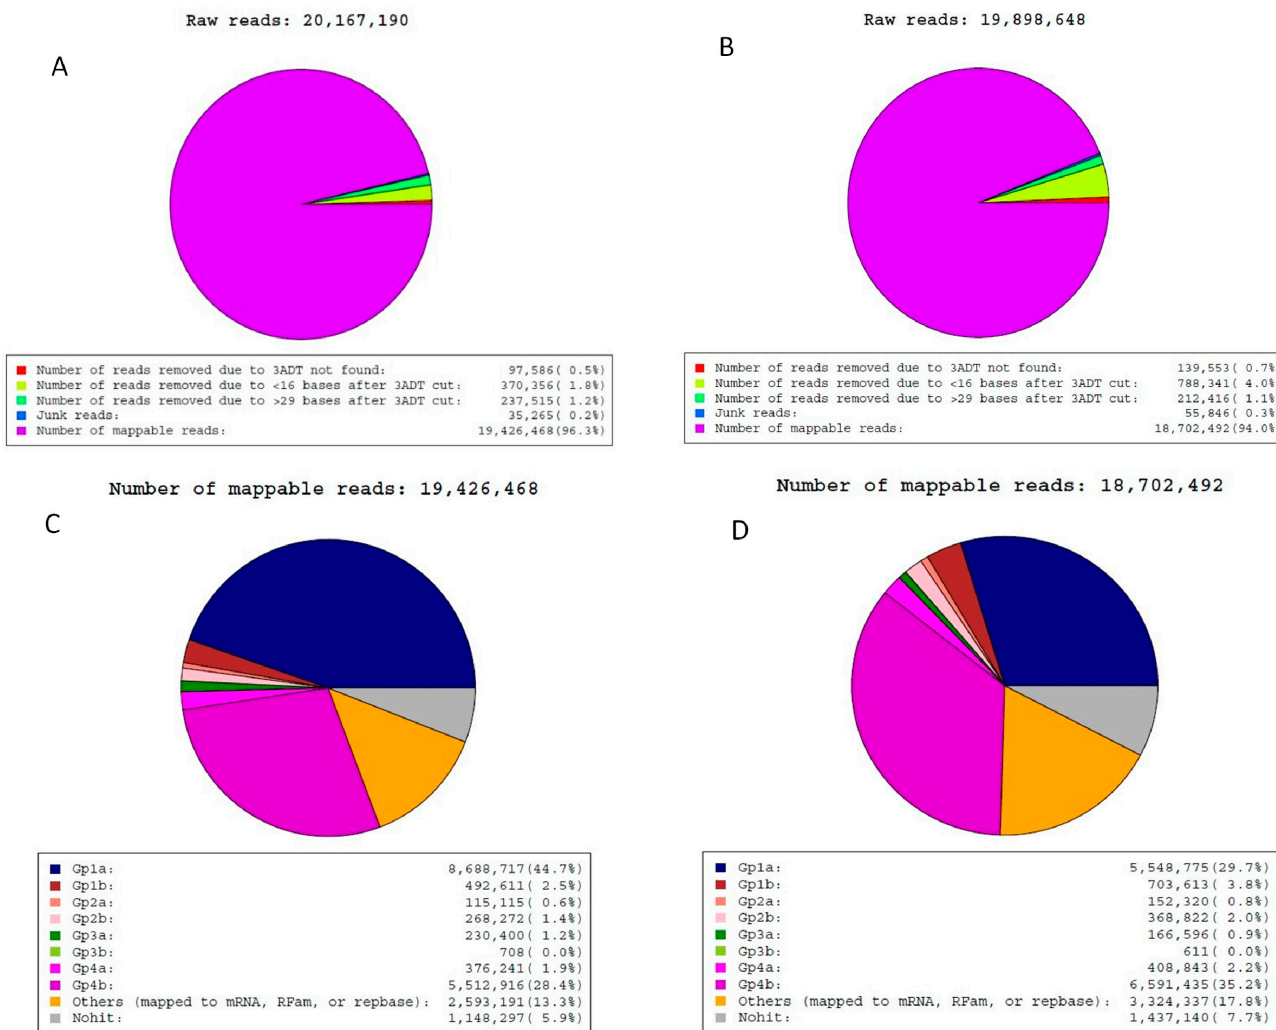 Raw reads: 20,167,190
A
Number of reads removed due to 3ADT not found: 97,586( 0.5%)
Number of reads removed due to <16 bases after 3ADT cut: 370,356( 1.8%)
Number of reads removed due to >29 bases after 3ADT cut: 237,515( 1.2%)
Junk reads: 35,265( 0.2%)
Number of mappable reads: 19,426,468(96.3%)
Raw reads: 19,898,648
B
Number of reads removed due to 3ADT not found: 139,553( 0.7%
Number of reads removed due to <16 bases after 3ADT cut: 788,341( 4.0%
Number of reads removed due to >29 bases after 3ADT cut: 212,416( 1.1%
Junk reads: 55,846( 0.3%
Number of mappable reads: 18,702,492(94.0%
Number of mappable reads: 19,426,468
C
Gp1a: 8,688,717(44.7%)
Gp1b: 492,611( 2.5%)
Gp2a: 115,115( 0.6%)
Gp2b: 268,272( 1.4%)
Gp3a: 230,400( 1.2%)
Gp3b: 708( 0.0%)
Gp4a: 376,241( 1.9%)
Gp4b: 5,512,916(28.4%)
Others (mapped to mRNA, RFam, or repbase): 2,593,191(13.3%)
Nohit: 1,148,297( 5.9%)
Number of mappable reads: 18,702,492
D
Gp1a: 5,548,775(29.7%)
Gp1b: 703,613( 3.8%)
Gp2a: 152,320( 0.8%)
Gp2b: 368,822( 2.0%)
Gp3a: 166,596( 0.9%)
Gp3b: 611( 0.0%)
Gp4a: 408,843( 2.2%)
Gp4b: 6,591,435(35.2%)
Others (mapped to mRNA, RFam, or repbase): 3,324,337(17.8%)
Nohit: 1,437,140( 7.7%)